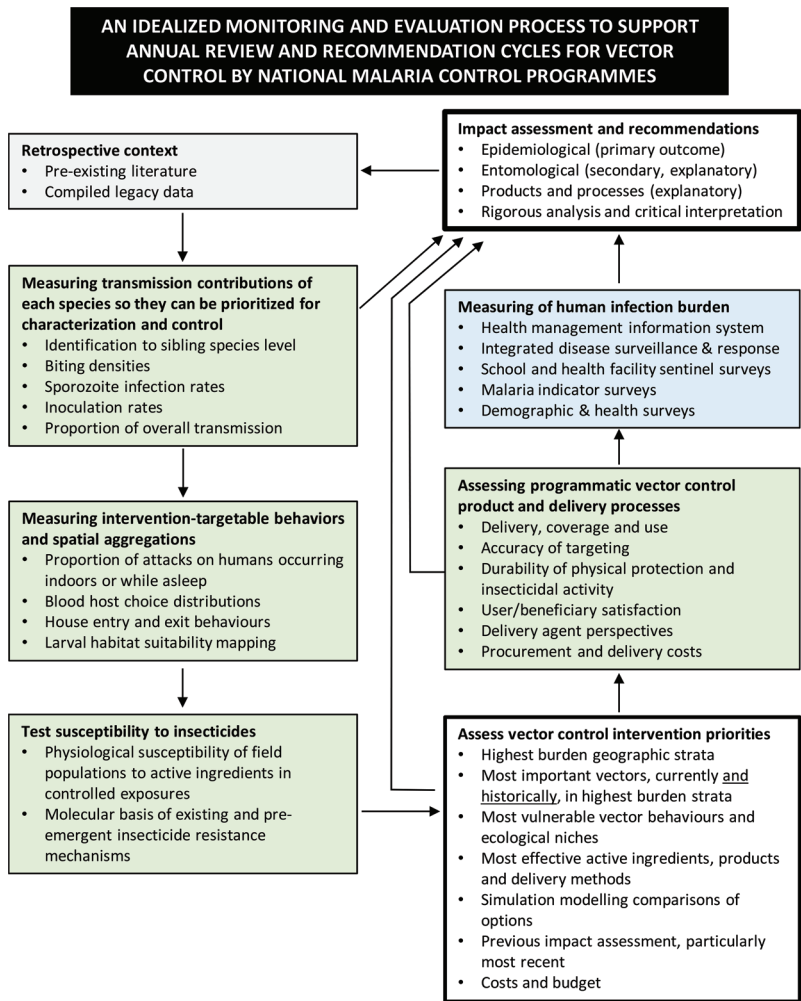 AN IDEALIZED MONITORING AND EVALUATION PROCESS TO SUPPORT
ANNUAL REVIEW AND RECOMMENDATION CYCLES FOR VECTOR
CONTROL BY NATIONAL MALARIA CONTROL PROGRAMMES
Retrospective context
• Pre-existing literature
• Compiled legacy data
Measuring transmission contributions of
each species so they can be prioritized for
characterization and control
• Identification to sibling species level
• Biting densities
• Sporozoite infection rates
• Inoculation rates
• Proportion of overall transmission
Measuring intervention-targetable behaviors
and spatial aggregations
• Proportion of attacks on humans occurring
indoors or while asleep
• Blood host choice distributions
• House entry and exit behaviours
• Larval habitat suitability mapping
Test susceptibility to insecticides
• Physiological susceptibility of field
populations to active ingredients in
controlled exposures
• Molecular basis of existing and pre-
emergent insecticide resistance
mechanisms
Impact assessment and recommendations
• Epidemiological (primary outcome)
• Entomological (secondary, explanatory)
• Products and processes (explanatory)
• Rigorous analysis and critical interpretation
Measuring of human infection burden
• Health management information system
• Integrated disease surveillance & response
• School and health facility sentinel surveys
• Malaria indicator surveys
• Demographic & health surveys
Assessing programmatic vector control
product and delivery processes
• Delivery, coverage and use
• Accuracy of targeting
• Durability of physical protection and
insecticidal activity
• User/beneficiary satisfaction
• Delivery agent perspectives
• Procurement and delivery costs
Assess vector control intervention priorities
• Highest burden geographic strata
• Most important vectors, currently and
historically, in highest burden strata
• Most vulnerable vector behaviours and
ecological niches
• Most effective active ingredients, products
and delivery methods
• Simulation modelling comparisons of
options
• Previous impact assessment, particularly
most recent
• Costs and budget